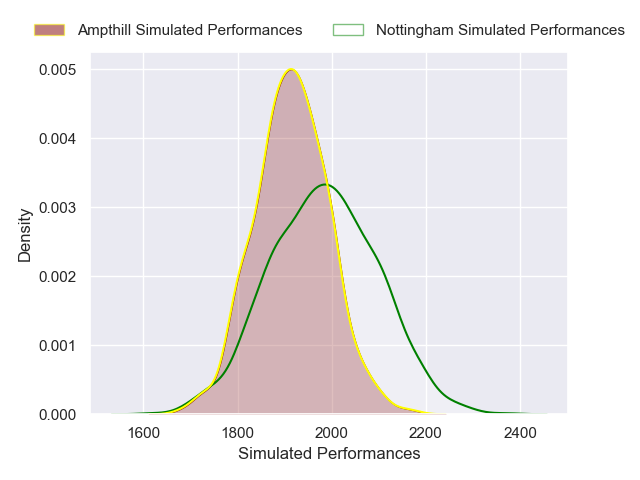 Ampthill Simulated Performances
Nottingham Simulated Performances
0.005
0.004
0.003
0.002
0.001
0.000
Density
1600
1800
2000
2200
2400
Simulated Performances